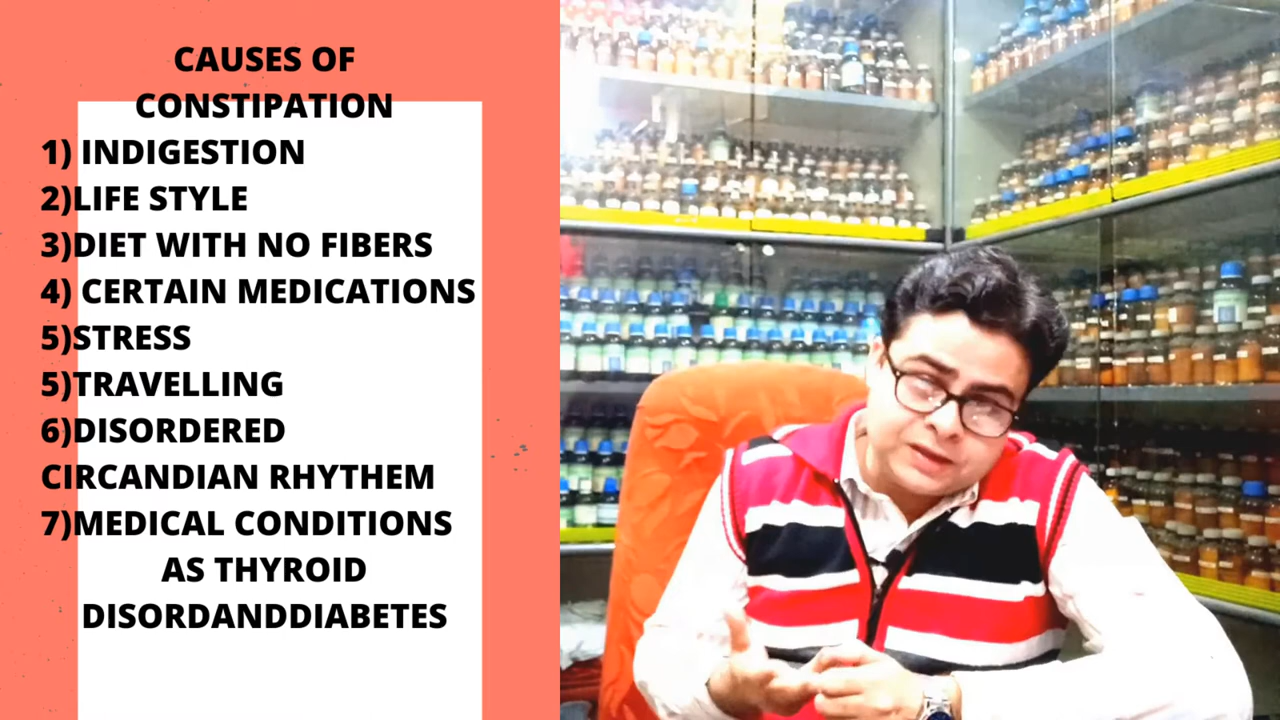 CAUSES OF
CONSTIPATION
1) INDIGESTION
2)LIFE STYLE
3)DIET WITH NO FIBERS
4) CERTAIN MEDICATIONS
5)STRESS
5)TRAVELLING
6)DISORDERED
CIRCANDIAN RHYTHEM
7)MEDICAL CONDITIONS
AS THYROID
DISORDANDDIABETES